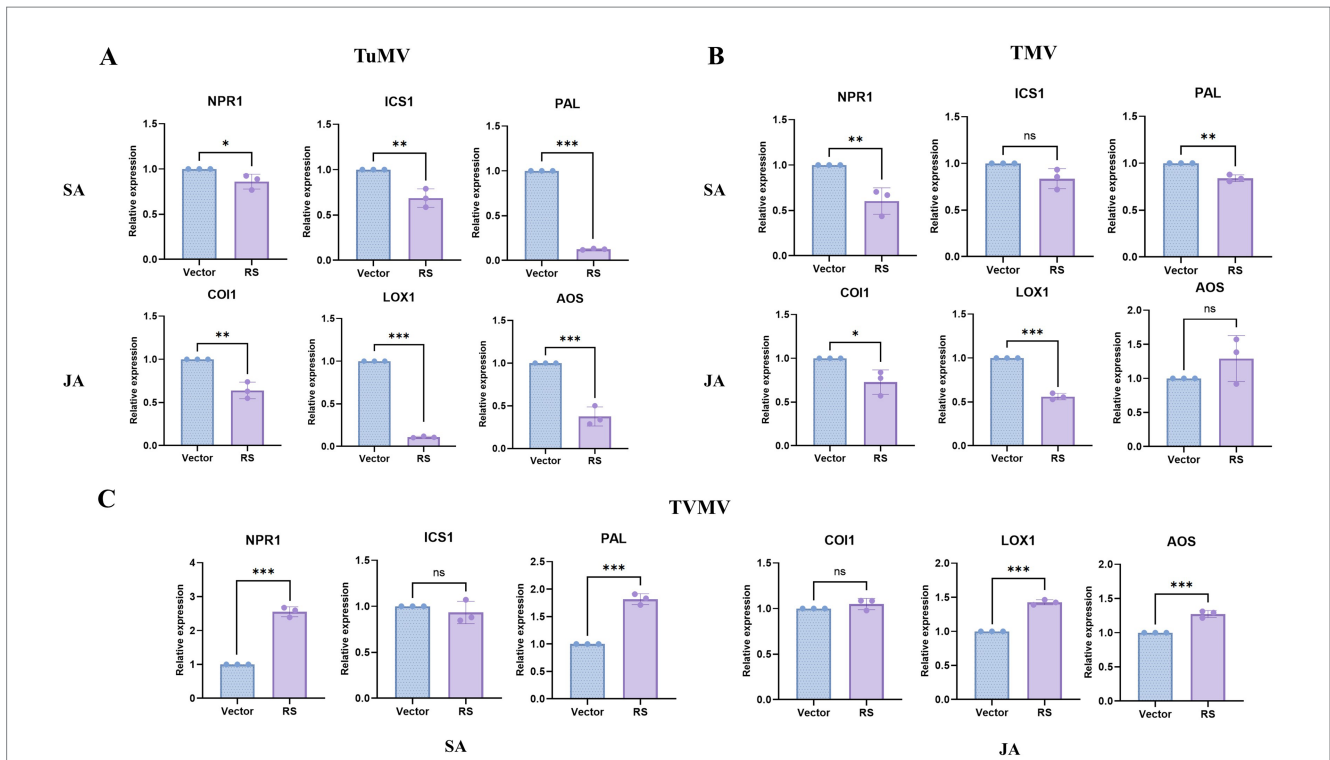 A
TuMV
NPR1
Relative expression
1.5
1.0
0.5
0.0
*
Vector
RS
ICS1
Relative expression
1.5
1.0
0.5
0.0
**
Vector
RS
PAL
Relative expression
1.5
1.0
0.5
0.0
***
Vector
RS
SA
COI1
Relative expression
1.5
1.0
0.5
0.0
**
Vector
RS
LOX1
Relative expression
1.5
1.0
0.5
0.0
***
Vector
RS
AOS
Relative expression
1.5
1.0
0.5
0.0
***
Vector
RS
JA
B
TMV
NPR1
Relative expression
1.5
1.0
0.5
0.0
**
Vector
RS
ICS1
Relative expression
1.5
1.0
0.5
0.0
ns
Vector
RS
PAL
Relative expression
1.5
1.0
0.5
0.0
**
Vector
RS
SA
COI1
Relative expression
1.5
1.0
0.5
0.0
*
Vector
RS
LOX1
Relative expression
1.5
1.0
0.5
0.0
***
Vector
RS
AOS
Relative expression
2.0
1.5
1.0
0.5
0.0
ns
Vector
RS
JA
C
TVMV
NPR1
Relative expression
4
3
2
1
0
***
Vector
RS
ICS1
Relative expression
1.5
1.0
0.5
0.0
ns
Vector
RS
PAL
Relative expression
2.5
2.0
1.5
1.0
0.5
0.0
***
Vector
RS
SA
COI1
Relative expression
1.5
1.0
0.5
0.0
ns
Vector
RS
LOX1
Relative expression
2.0
1.5
1.0
0.5
0.0
***
Vector
RS
AOS
Relative expression
2.0
1.5
1.0
0.5
0.0
***
Vector
RS
JA